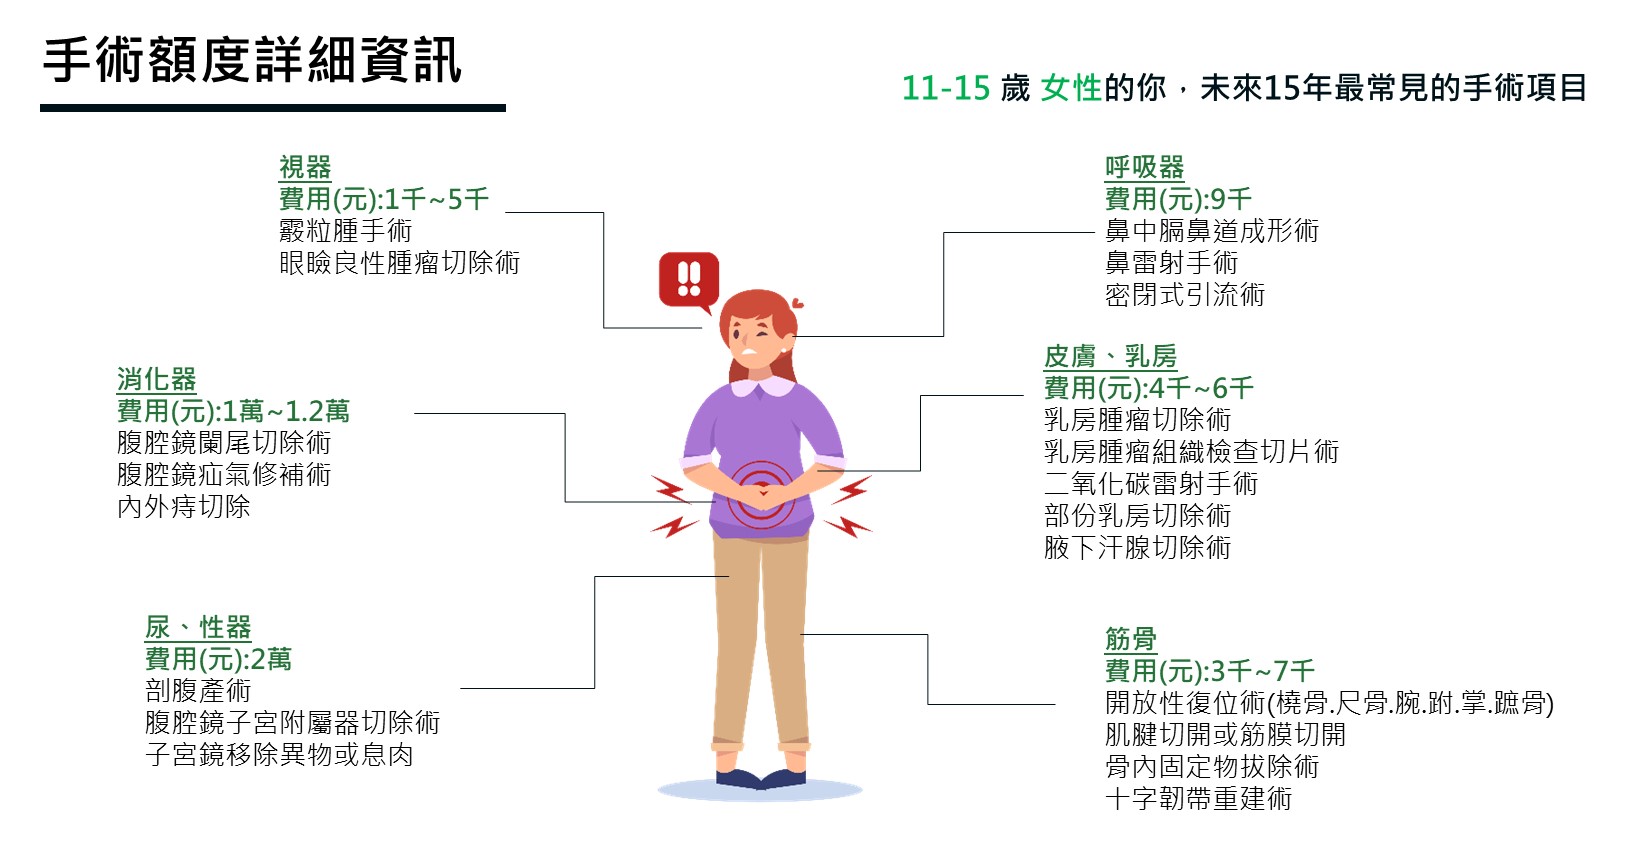 手術額度詳細資訊
11-15 歲 女性的你，未來15年最常見的手術項目
視器
費用(元):1千~5千
霰粒腫手術
眼瞼良性腫瘤切除術
呼吸器
費用(元):9千
鼻中膈鼻道成形術
鼻雷射手術
密閉式引流術
消化器
費用(元):1萬~1.2萬
腹腔鏡闌尾切除術
腹腔鏡疝氣修補術
內外痔切除
皮膚、乳房
費用(元):4千~6千
乳房腫瘤切除術
乳房腫瘤組織檢查切片術
二氧化碳雷射手術
部份乳房切除術
腋下汗腺切除術
尿、性器
費用(元):2萬
剖腹產術
腹腔鏡子宮附屬器切除術
子宮鏡移除異物或息肉
筋骨
費用(元):3千~7千
開放性復位術(橈骨.尺骨.腕.跗.掌.蹠骨)
肌腱切開或筋膜切開
骨內固定物拔除術
十字韌帶重建術